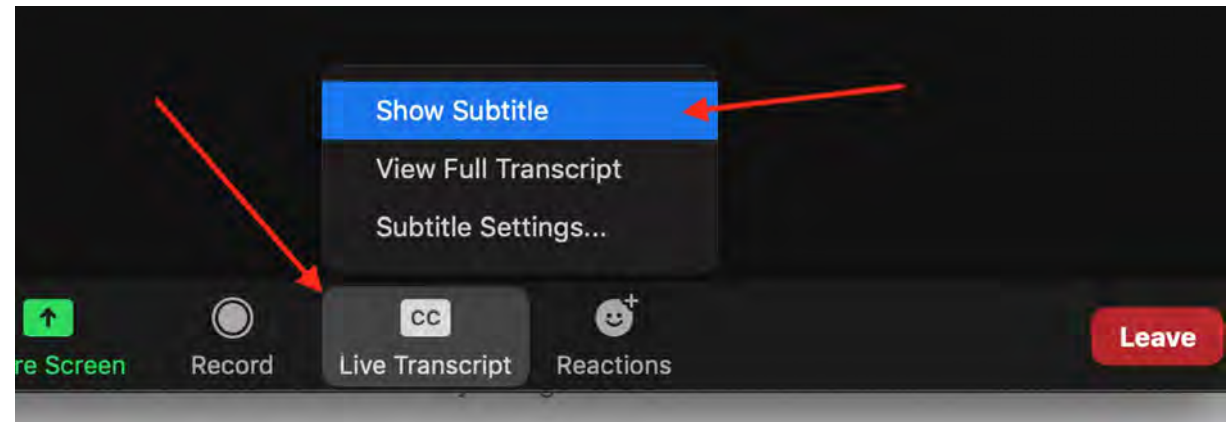 Show Subtitle
View Full Transcript
Subtitle Settings...
CC
re Screen
Record
Live Transcript
Reactions
Leave